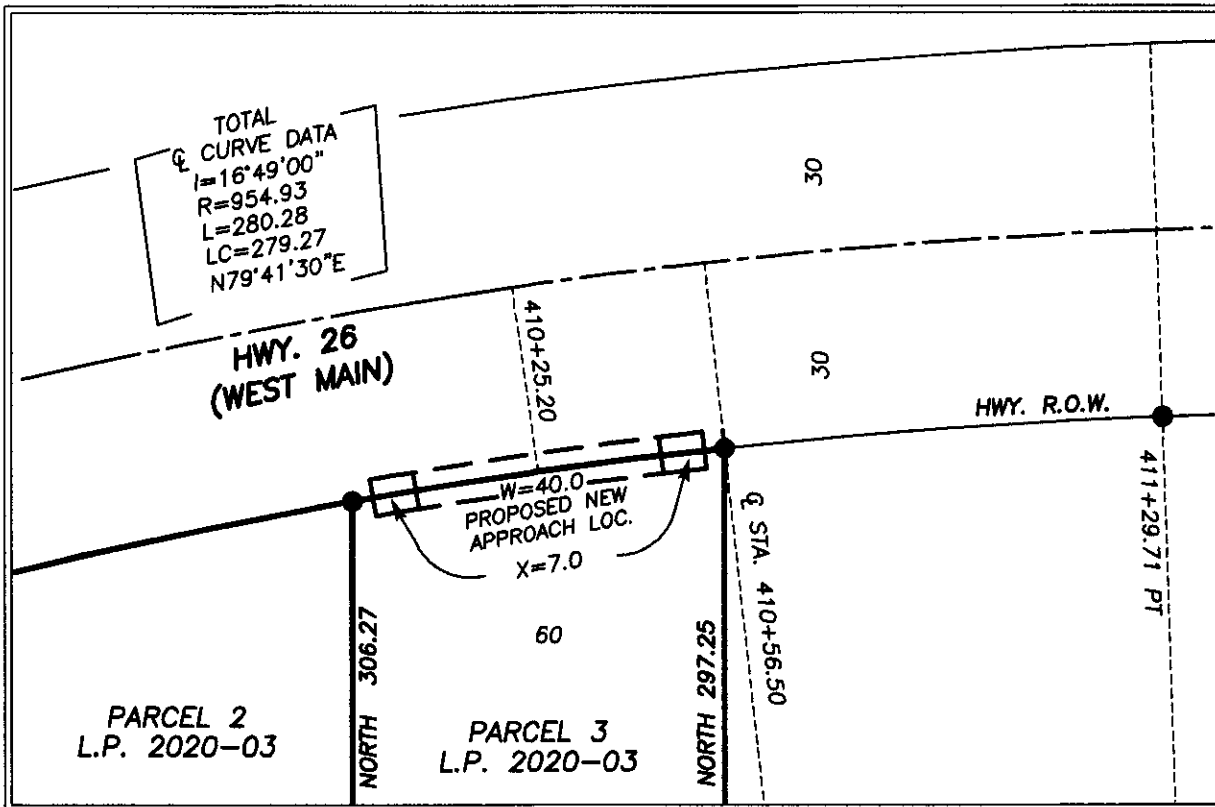 TOTAL
℄ CURVE DATA
I=16°49'00"
R=954.93
L=280.28
LC=279.27
N79°41'30"E
30
HWY. 26
(WEST MAIN)
410+25.20
30
HWY. R.O.W.
W=40.0
PROPOSED NEW
APPROACH LOC.
X=7.0
℄ STA. 410+56.50
411+29.71 PT
NORTH 306.27
60
NORTH 297.25
PARCEL 2
L.P. 2020-03
PARCEL 3
L.P. 2020-03